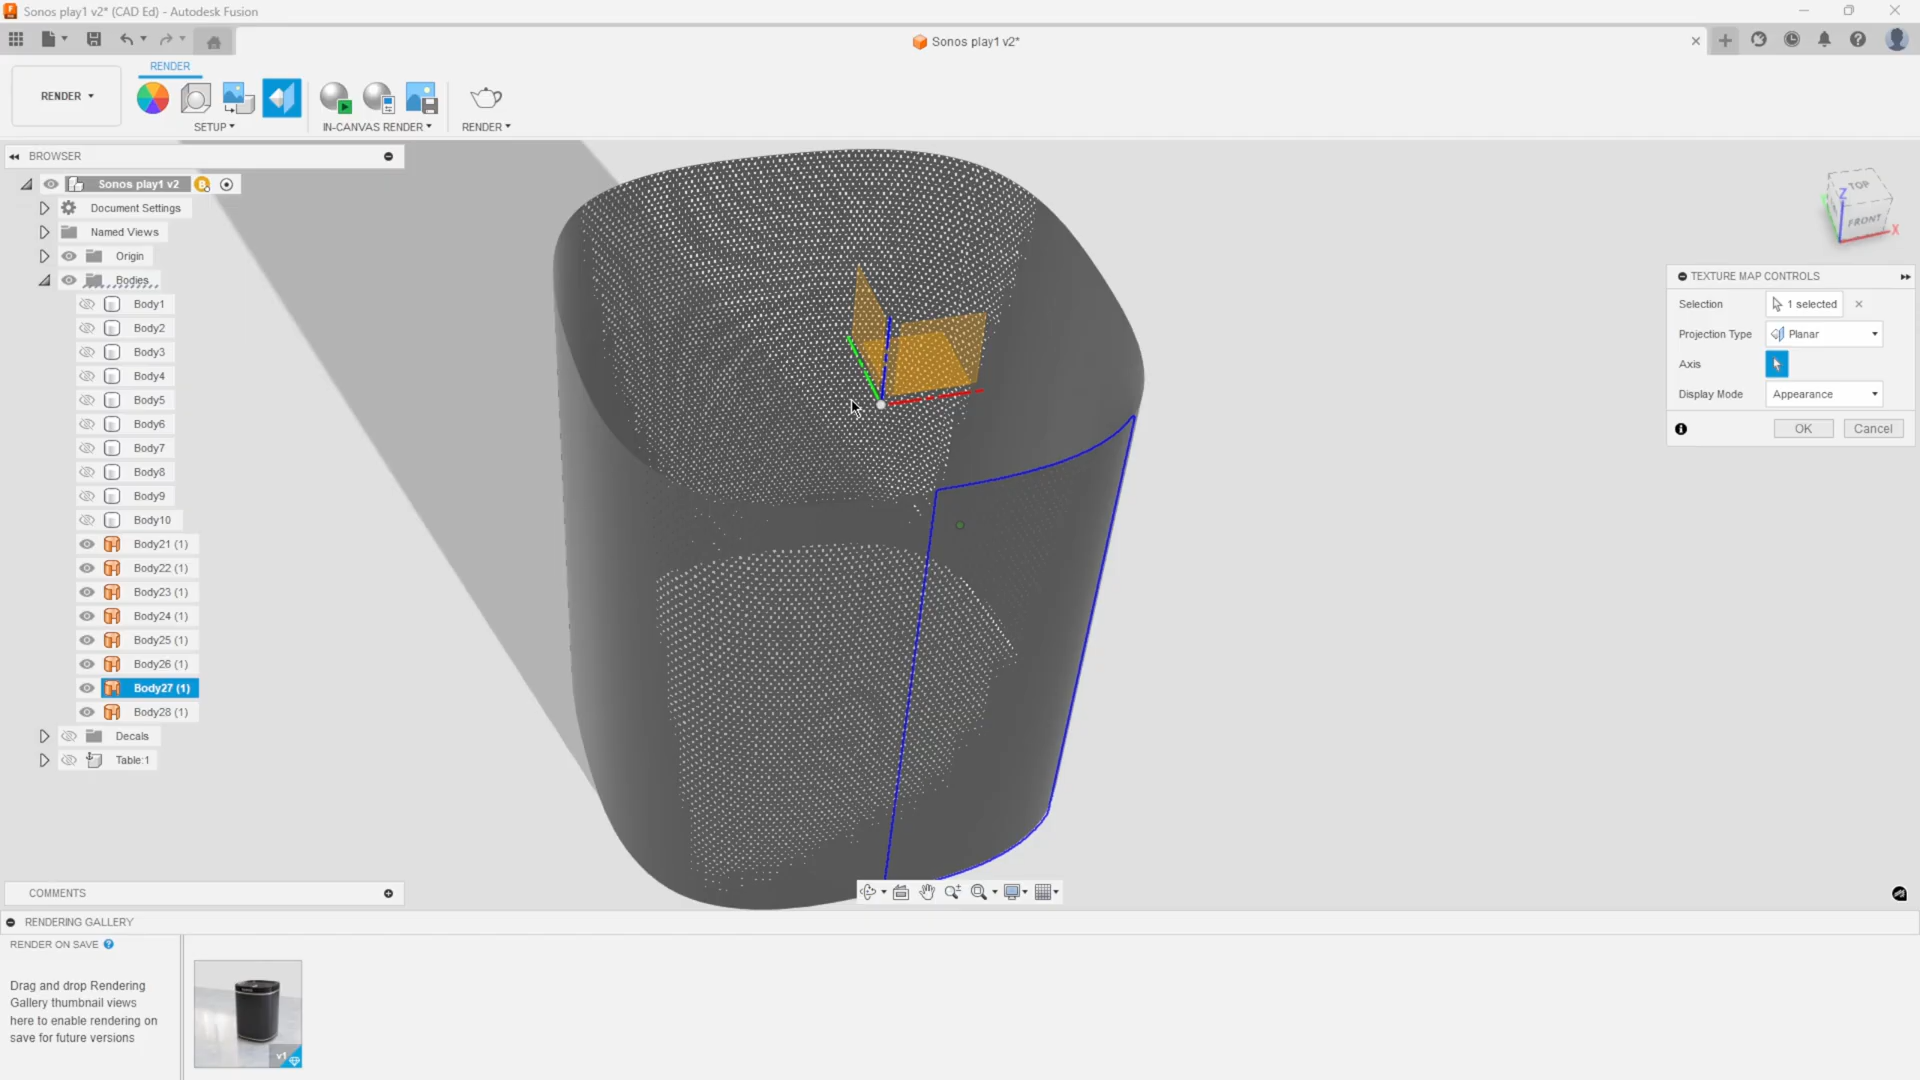 Sonos play1 v2* (CAD Ed) - Autodesk Fusion
Sonos play1 v2*
RENDER
RENDER
SETUP
IN-CANVAS RENDER
RENDER
BROWSER
Sonos play1 v2
Document Settings
Named Views
Origin
Bodies
Body1
Body2
Body3
Body4
Body5
Body6
Body7
Body8
Body9
Body10
Body21 (1)
Body22 (1)
Body23 (1)
Body24 (1)
Body25 (1)
Body26 (1)
Body27 (1)
Body28 (1)
Decals
Table:1
TOP
FRONT
Z
X
TEXTURE MAP CONTROLS
Selection
1 selected
Projection Type
Planar
Axis
Display Mode
Appearance
OK
Cancel
COMMENTS
RENDERING GALLERY
RENDER ON SAVE
Drag and drop Rendering
Gallery thumbnail views
here to enable rendering on
save for future versions
v1